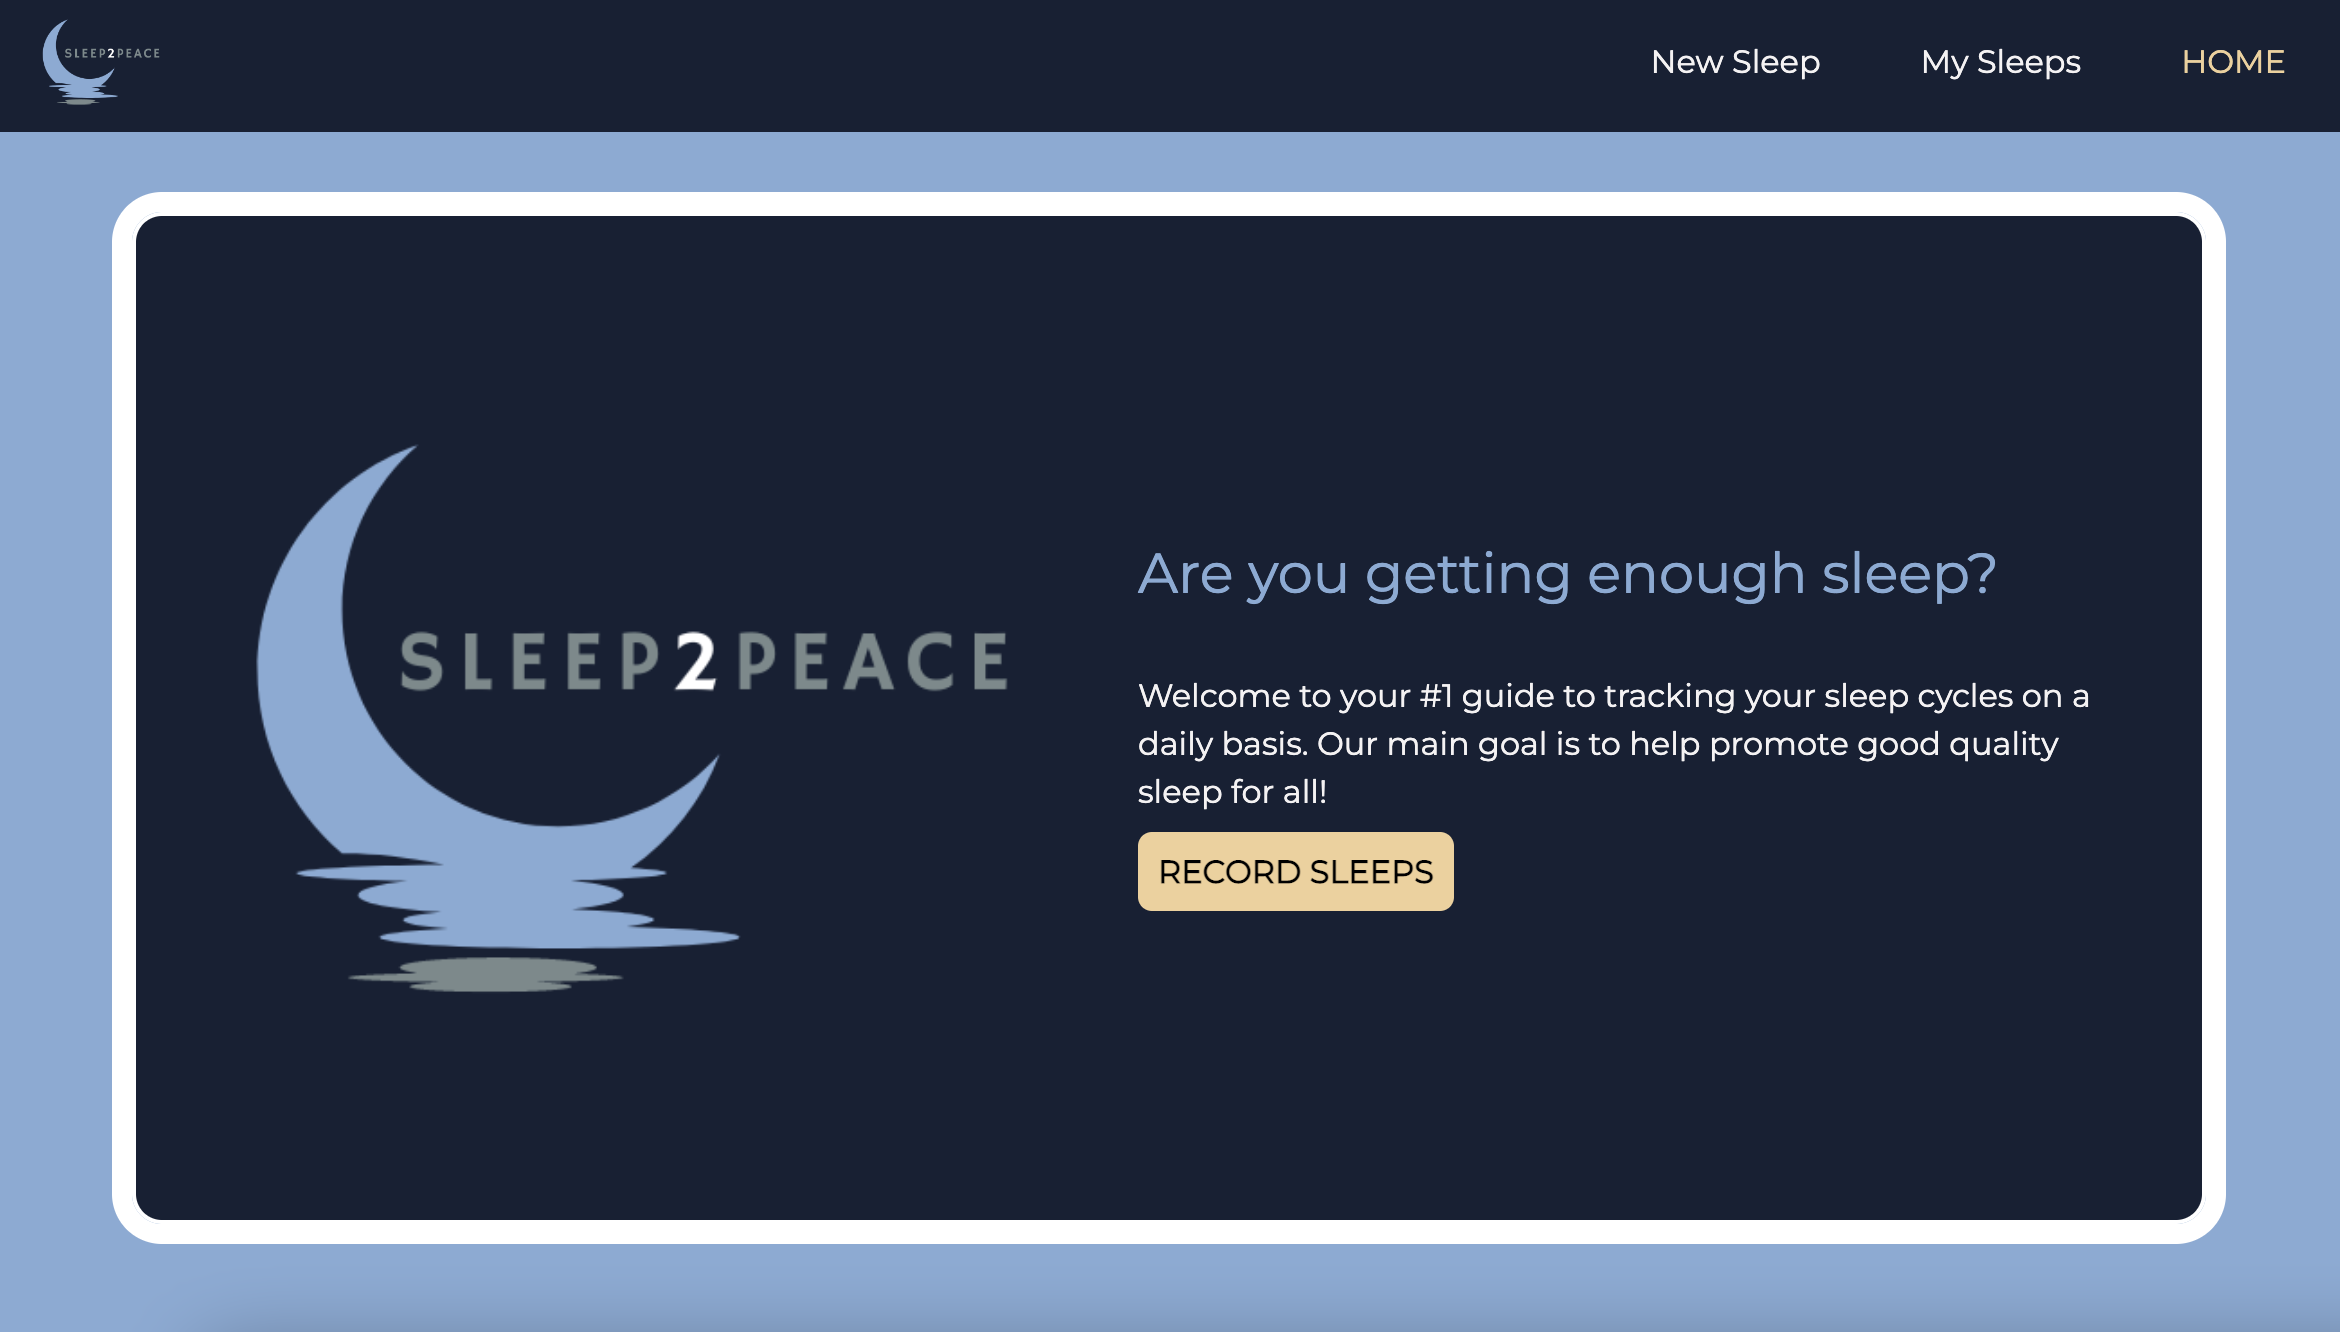 SLEEP2PEACE
New Sleep
My Sleeps
HOME
SLEEP2PEACE
Are you getting enough sleep?
Welcome to your #1 guide to tracking your sleep cycles on a
daily basis. Our main goal is to help promote good quality
sleep for all!
RECORD SLEEPS